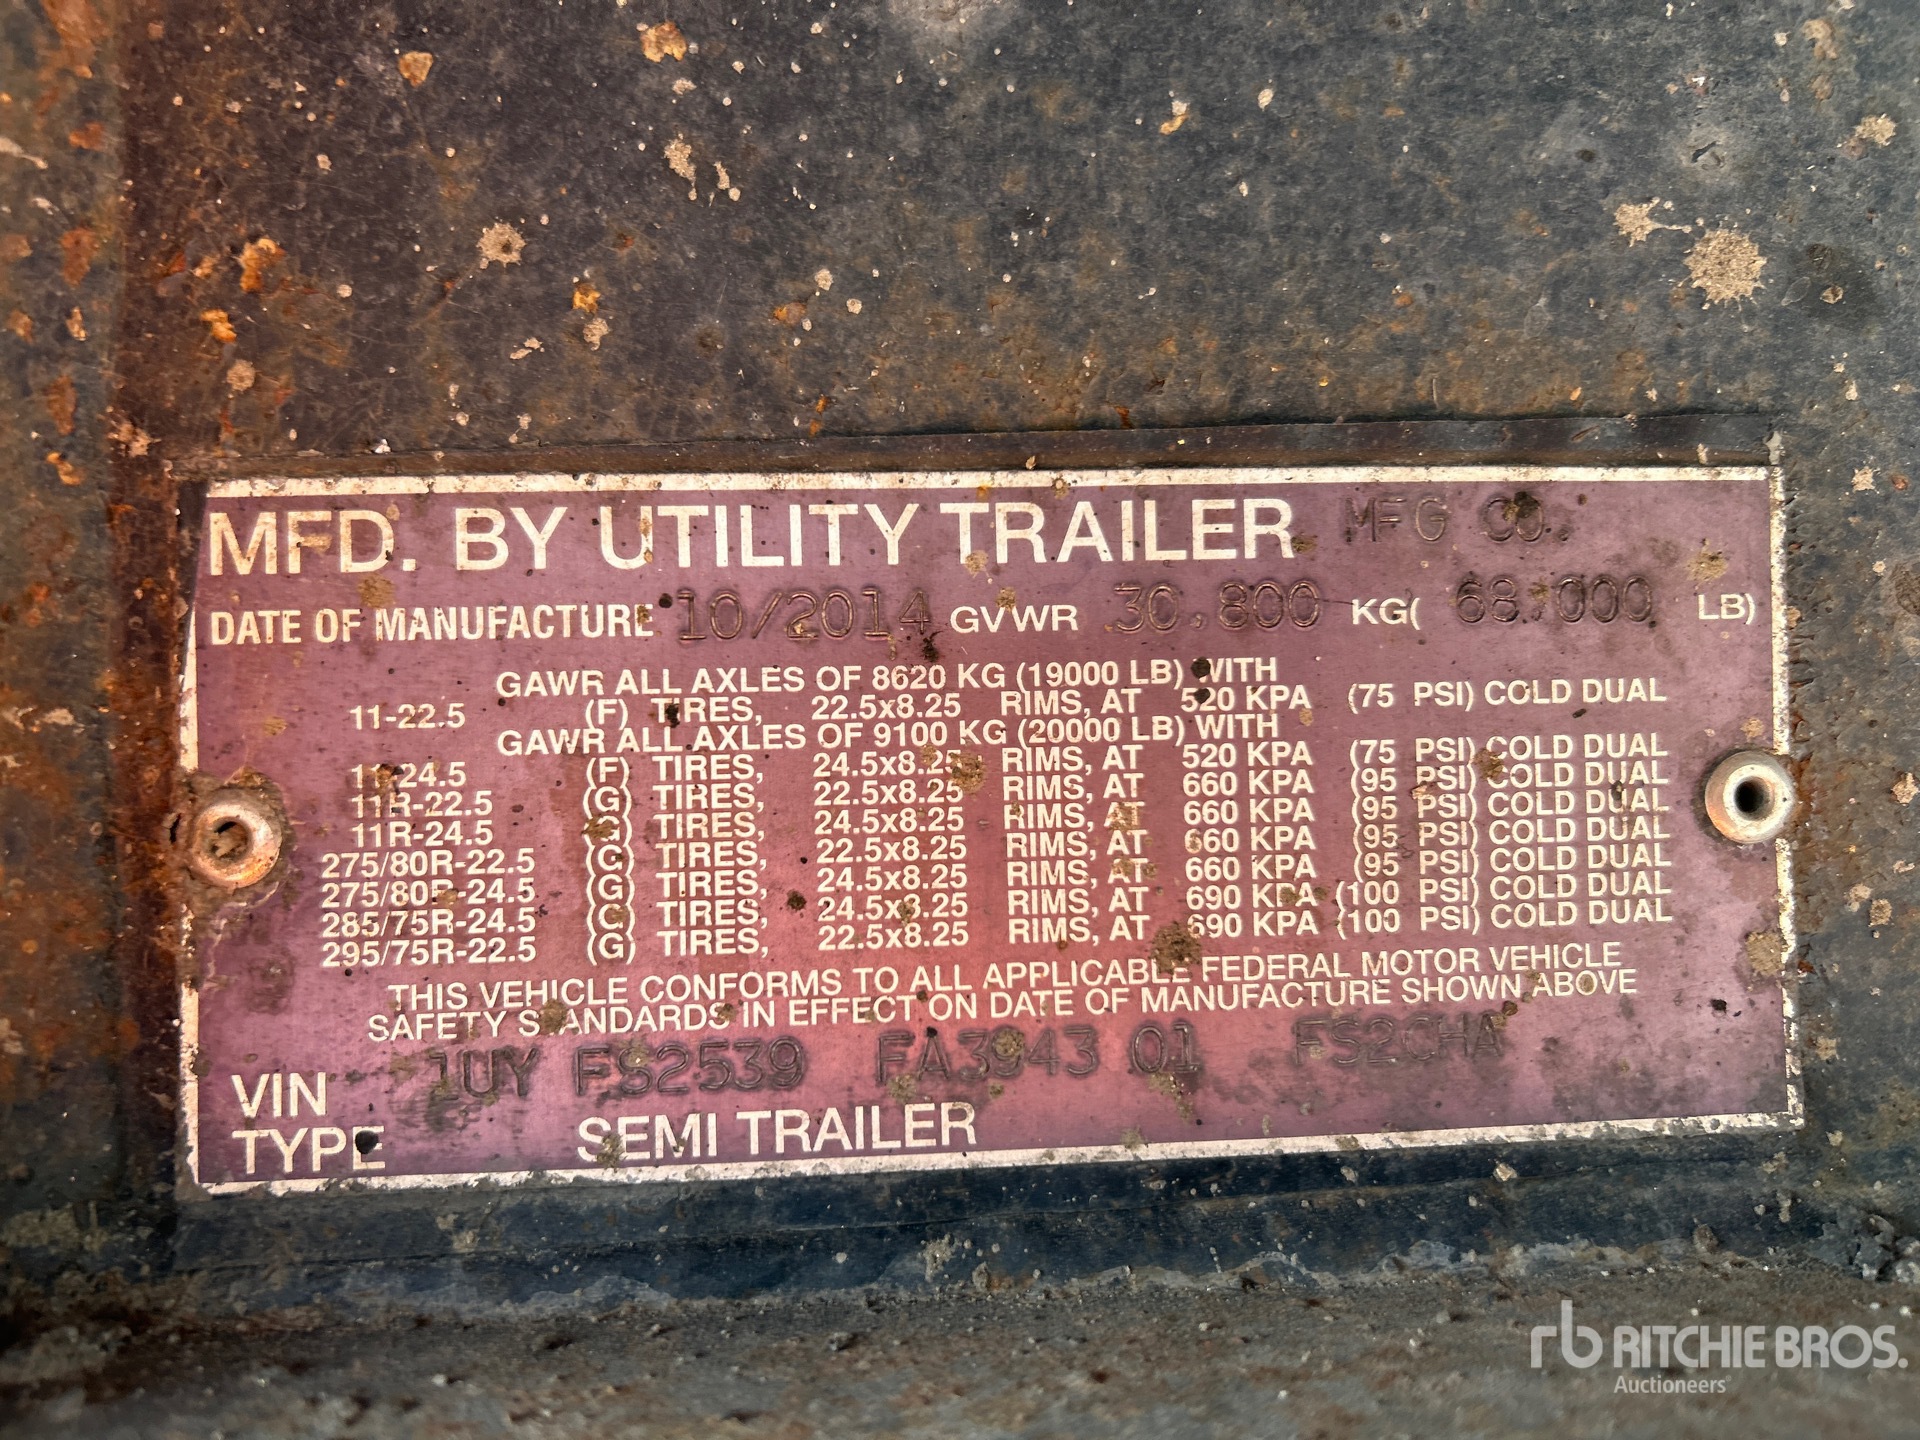 MFD. BY UTILITY TRAILER MFG CO.
DATE OF MANUFACTURE 10/2014 GVWR 30,800 KG( 68,000 LB)
GAWR ALL AXLES OF 8620 KG (19000 LB) WITH
11-22.5 (F) TIRES, 22.5x8.25 RIMS, AT 520 KPA (75 PSI) COLD DUAL
GAWR ALL AXLES OF 9100 KG (20000 LB) WITH
11-24.5 (F) TIRES, 24.5x8.25 RIMS, AT 520 KPA (75 PSI) COLD DUAL
11R-22.5 (G) TIRES, 22.5x8.25 RIMS, AT 660 KPA (95 PSI) COLD DUAL
11R-24.5 (G) TIRES, 24.5x8.25 RIMS, AT 660 KPA (95 PSI) COLD DUAL
275/80R-22.5 (G) TIRES, 22.5x8.25 RIMS, AT 660 KPA (95 PSI) COLD DUAL
275/80R-24.5 (G) TIRES, 24.5x8.25 RIMS, AT 660 KPA (95 PSI) COLD DUAL
285/75R-24.5 (G) TIRES, 24.5x8.25 RIMS, AT 690 KPA (100 PSI) COLD DUAL
295/75R-22.5 (G) TIRES, 22.5x8.25 RIMS, AT 690 KPA (100 PSI) COLD DUAL
THIS VEHICLE CONFORMS TO ALL APPLICABLE FEDERAL MOTOR VEHICLE
SAFETY STANDARDS IN EFFECT ON DATE OF MANUFACTURE SHOWN ABOVE
VIN 1UY FS2539 FA3943 01 FS2CHA
TYPE SEMI TRAILER
rb RITCHIE BROS.
Auctioneers